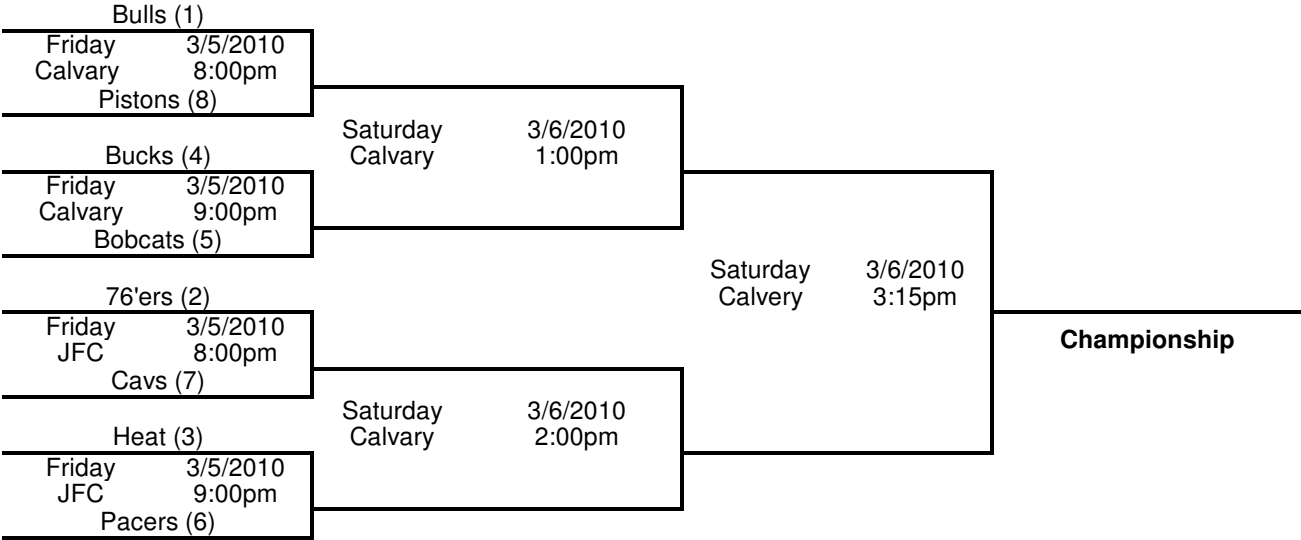 Bulls (1)
Friday 3/5/2010
Calvary 8:00pm
Pistons (8)
Saturday 3/6/2010
Calvary 1:00pm
Bucks (4)
Friday 3/5/2010
Calvary 9:00pm
Bobcats (5)
Saturday 3/6/2010
Calvery 3:15pm
76'ers (2)
Friday 3/5/2010
JFC 8:00pm
Cavs (7)
Championship
Saturday 3/6/2010
Calvary 2:00pm
Heat (3)
Friday 3/5/2010
JFC 9:00pm
Pacers (6)